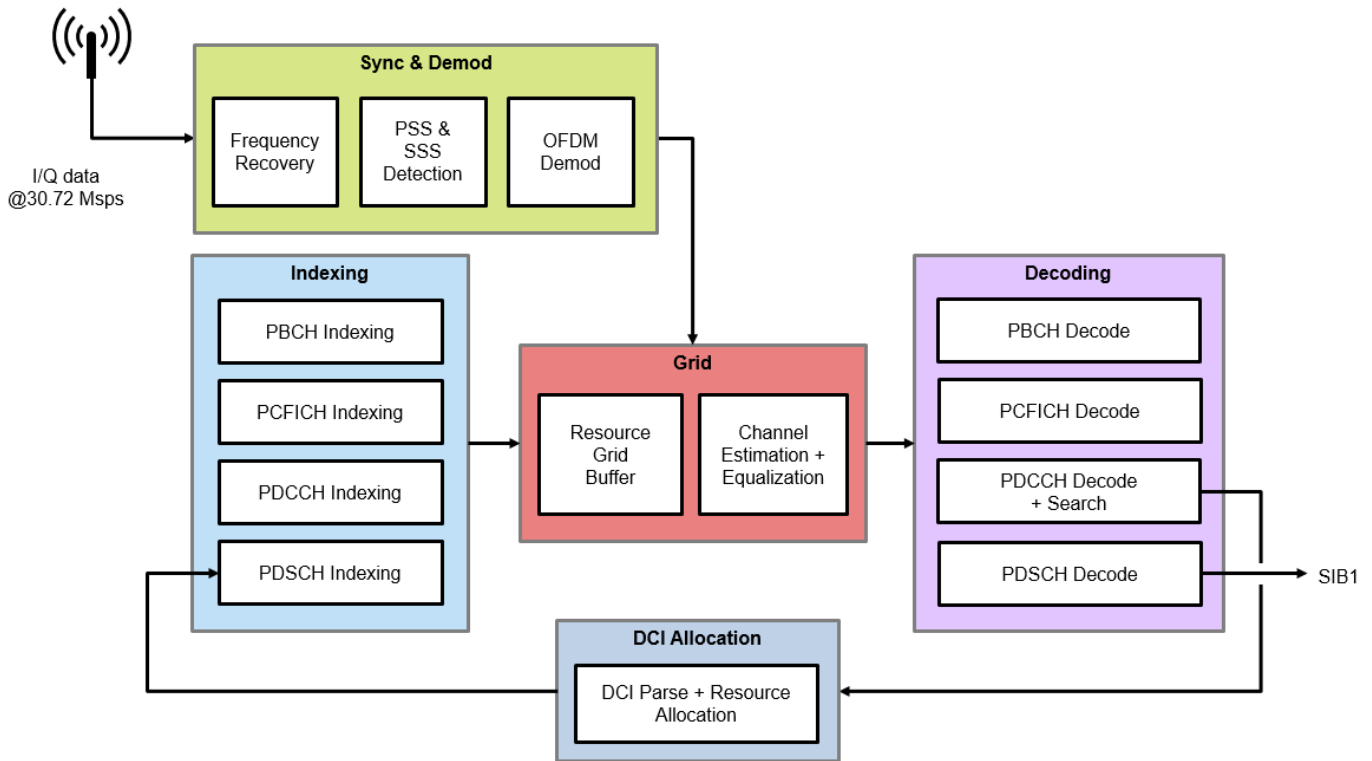 Sync & Demod
Frequency
Recovery
PSS &
SSS
Detection
OFDM
Demod
I/Q data
@30.72 Msps
Indexing
PBCH Indexing
PCFICH Indexing
PDCCH Indexing
PDSCH Indexing
Grid
Resource
Grid
Buffer
Channel
Estimation +
Equalization
Decoding
PBCH Decode
PCFICH Decode
PDCCH Decode
+ Search
PDSCH Decode
SIB1
DCI Allocation
DCI Parse + Resource
Allocation